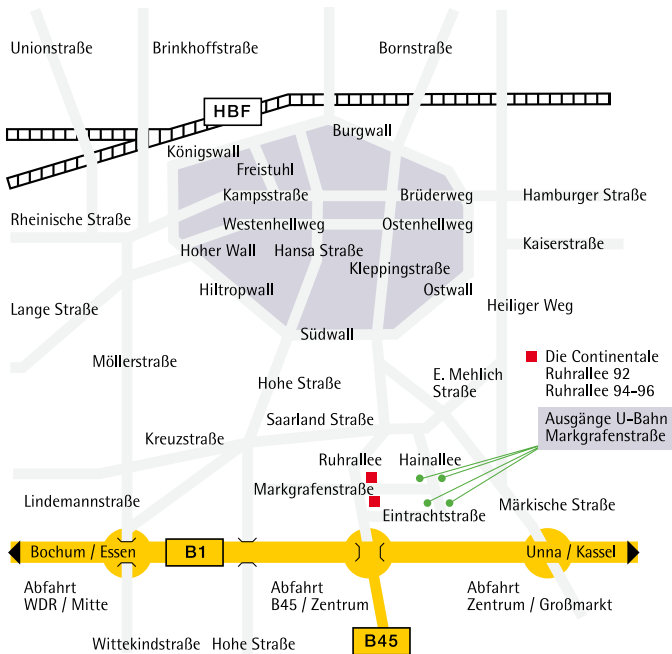 Unionstraße
Brinkhoffstraße
Bornstraße
HBF
Burgwall
Königswall
Freistuhl
Kampsstraße
Brüderweg
Hamburger Straße
Rheinische Straße
Westenhellweg
Ostenhellweg
Hoher Wall
Hansa Straße
Kaiserstraße
Kleppingstraße
Hiltropwall
Ostwall
Lange Straße
Heiliger Weg
Südwall
Möllerstraße
Die Continentale
Ruhrallee 92
Ruhrallee 94-96
E. Mehlich
Straße
Hohe Straße
Saarland Straße
Ausgänge U-Bahn
Markgrafenstraße
Kreuzstraße
Ruhrallee
Hainallee
Markgrafenstraße
Lindemannstraße
Eintrachtstraße
Märkische Straße
Bochum / Essen
B1
Unna / Kassel
Abfahrt
WDR / Mitte
Abfahrt
B45 / Zentrum
Abfahrt
Zentrum / Großmarkt
Wittekindstraße
Hohe Straße
B45